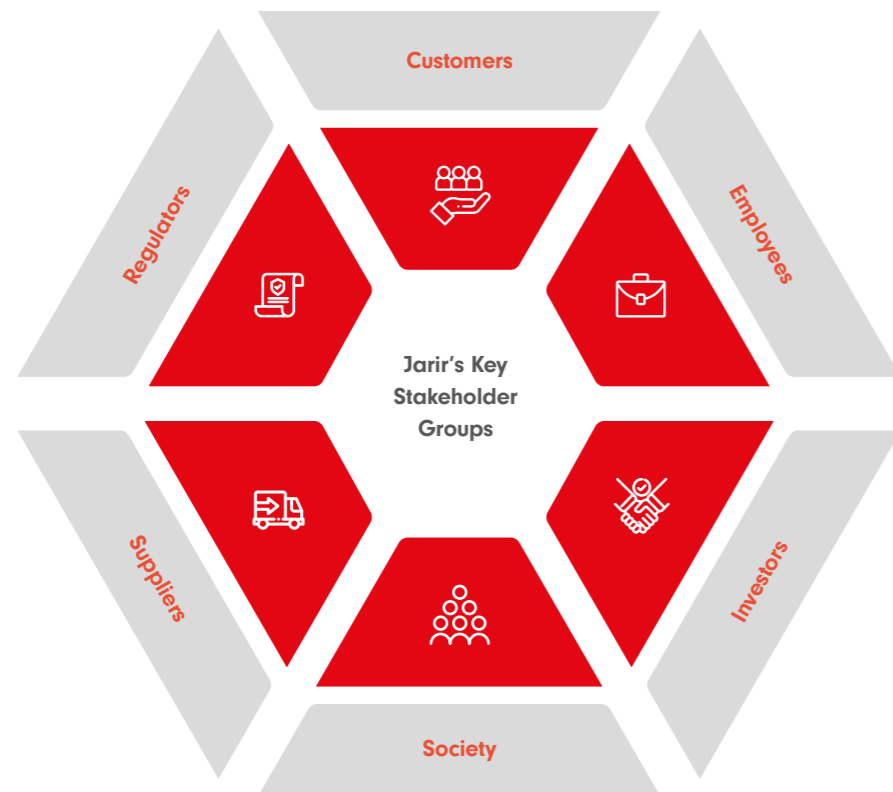 Customers
Regulators
Employees
Jarir's Key
Stakeholder
Groups
Suppliers
Investors
Society